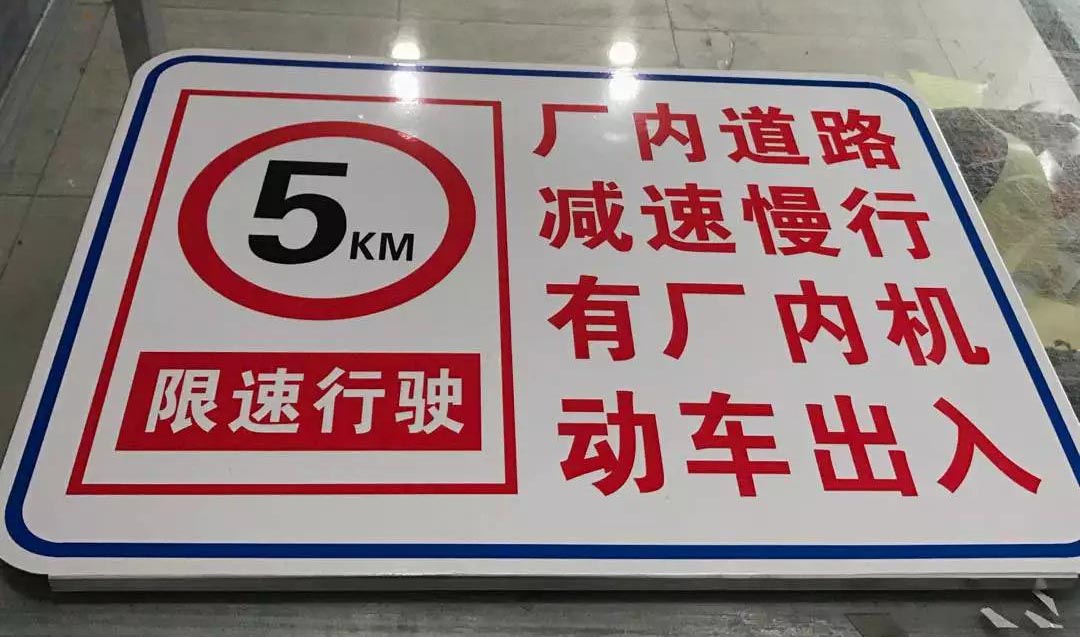 5KM
限速行驶
厂内道路
减速慢行
有厂内机
动车出入